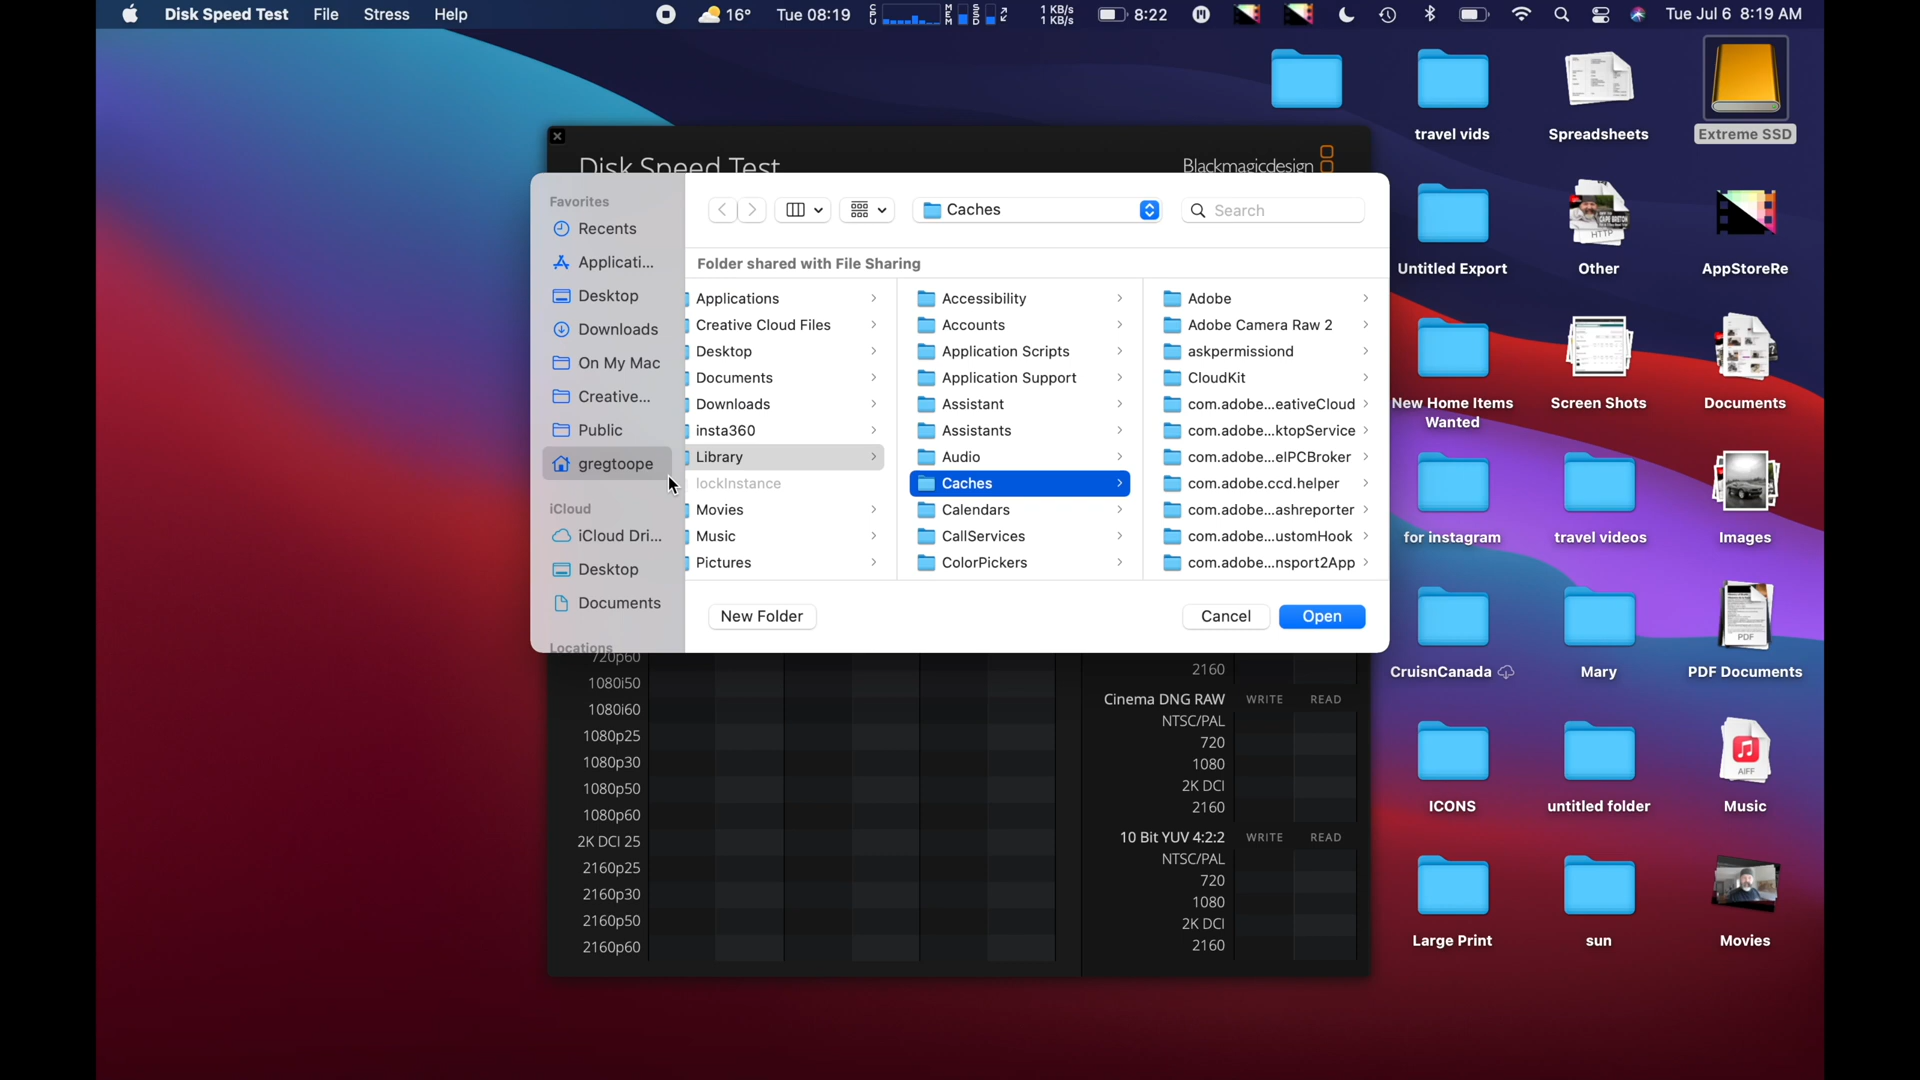 Disk Speed Test File Stress Help 16° Tue 08:19 CPU MEM SSD 1 KB/s 1 KB/s 8:22 Tue Jul 6 8:19 AM
travel vids
Spreadsheets
Extreme SSD
Untitled Export
HTTP
Other
AppStoreRe
New Home Items
Wanted
Screen Shots
Documents
for instagram
travel videos
Images
CruisnCanada
Mary
PDF
PDF Documents
ICONS
untitled folder
AIFF
Music
Large Print
sun
Movies
Disk Speed Test
Blackmagicdesign
Favorites
Recents
Applicati...
Desktop
Downloads
On My Mac
Creative...
Public
gregtoope
iCloud
iCloud Dri...
Desktop
Documents
Locations
Caches
Search
Folder shared with File Sharing
Applications
Creative Cloud Files
Desktop
Documents
Downloads
insta360
Library
lockInstance
Movies
Music
Pictures
Accessibility
Accounts
Application Scripts
Application Support
Assistant
Assistants
Audio
Caches
Calendars
CallServices
ColorPickers
Adobe
Adobe Camera Raw 2
askpermissiond
CloudKit
com.adobe...eativeCloud
com.adobe...ktopService
com.adobe...elPCBroker
com.adobe.ccd.helper
com.adobe...ashreporter
com.adobe...ustomHook
com.adobe...nsport2App
New Folder
Cancel
Open
720p60
1080i50
1080i60
1080p25
1080p30
1080p50
1080p60
2K DCI 25
2160p25
2160p30
2160p50
2160p60
2160
Cinema DNG RAW WRITE READ
NTSC/PAL
720
1080
2K DCI
2160
10 Bit YUV 4:2:2 WRITE READ
NTSC/PAL
720
1080
2K DCI
2160